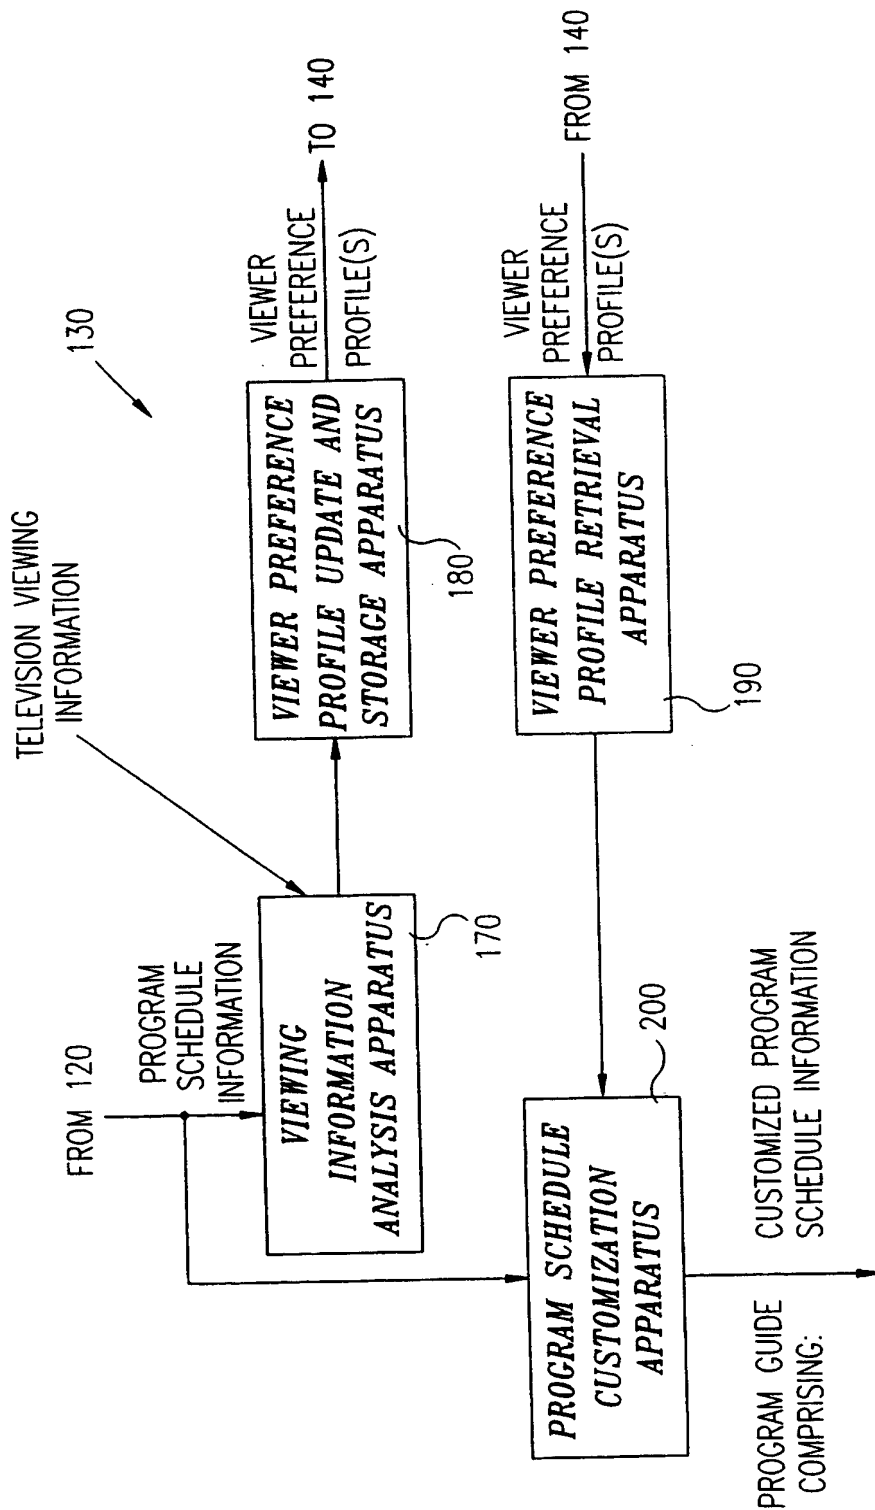 FROM 120
PROGRAM
SCHEDULE
INFORMATION
TELEVISION VIEWING
INFORMATION
130
VIEWING
INFORMATION
ANALYSIS APPARATUS
170
VIEWER PREFERENCE
PROFILE UPDATE AND
STORAGE APPARATUS
180
VIEWER
PREFERENCE
PROFILE(S)
TO 140
PROGRAM SCHEDULE
CUSTOMIZATION
APPARATUS
200
VIEWER PREFERENCE
PROFILE RETRIEVAL
APPARATUS
190
VIEWER
PREFERENCE
PROFILE(S)
FROM 140
PROGRAM GUIDE
COMPRISING:
CUSTOMIZED PROGRAM
SCHEDULE INFORMATION